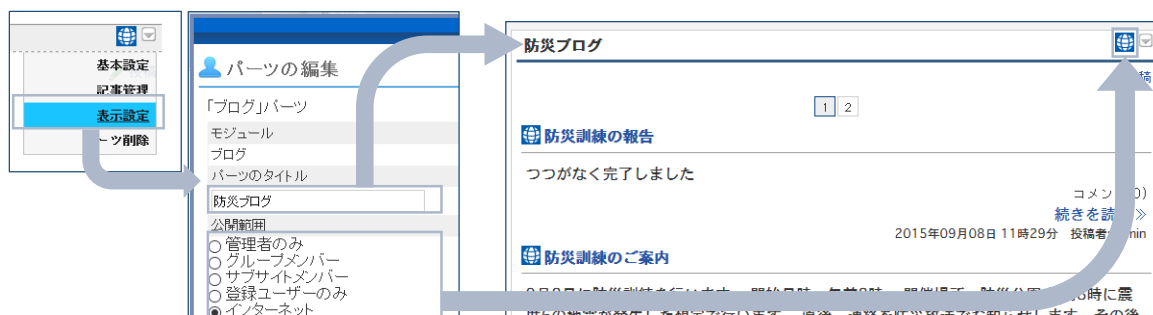 基本設定
記事管理
表示設定
ーツ削除
パーツの編集
「ブログ」パーツ
モジュール
ブログ
パーツのタイトル
防災ブログ
公開範囲
管理者のみ
グループメンバー
サブサイトメンバー
登録ユーザーのみ
インターネット
防災ブログ
稿
1 2
防災訓練の報告
つつがなく完了しました
コメン 0)
続きを読 ≫
2015年09月08日 11時29分 投稿者 min
防災訓練のご案内